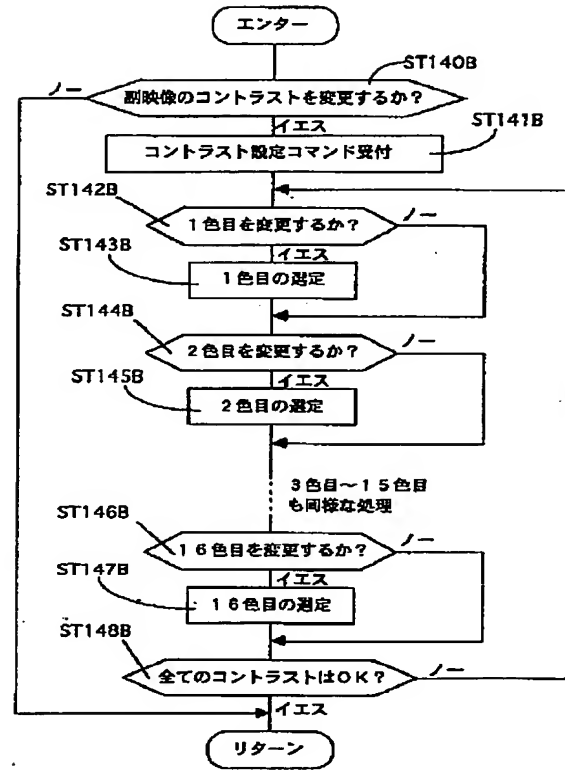 エンター
ST140B
ノー
副映像のコントラストを変更するか?
イエス
ST141B
コントラスト設定コマンド受付
ST142B
1色目を変更するか?
ノー
イエス
ST143B
1色目の選定
ST144B
2色目を変更するか?
ノー
イエス
ST145B
2色目の選定
3色目~15色目
も同様な処理
ST146B
16色目を変更するか?
ノー
イエス
ST147B
16色目の選定
ST148B
全てのコントラストはOK?
ノー
イエス
リターン